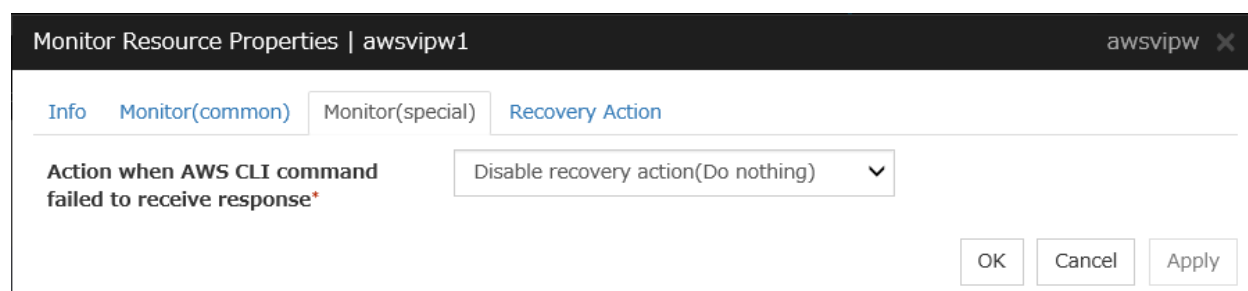 Monitor Resource Properties | awsvipw1 awsvipw
Info Monitor(common) Monitor(special) Recovery Action
Action when AWS CLI command Disable recovery action(Do nothing)
failed to receive response*
OK Cancel Apply